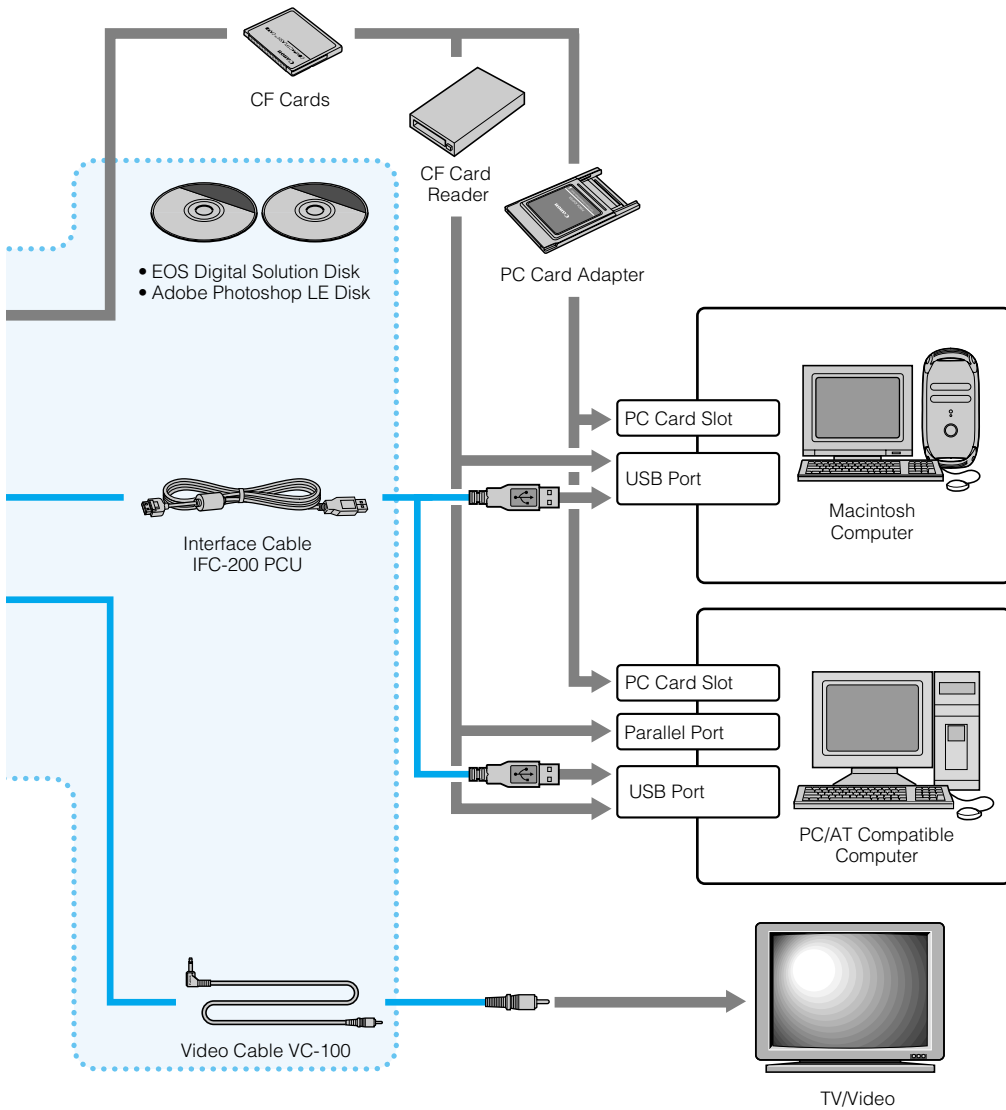 CF Cards
CF Card
Reader
PC Card Adapter
• EOS Digital Solution Disk
• Adobe Photoshop LE Disk
PC Card Slot
USB Port
Macintosh
Computer
Interface Cable
IFC-200 PCU
PC Card Slot
Parallel Port
USB Port
PC/AT Compatible
Computer
Video Cable VC-100
TV/Video